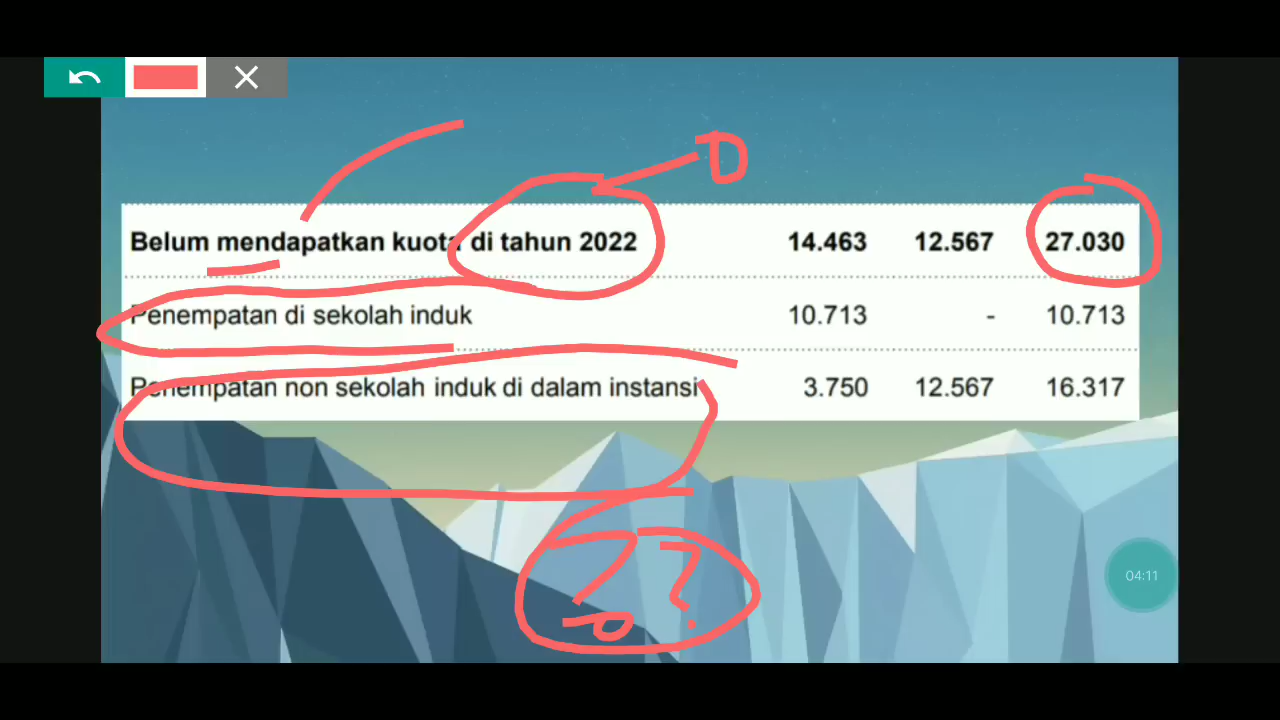 Belum mendapatkan kuota di tahun 2022 14.463 12.567 27.030
Penempatan di sekolah induk 10.713 - 10.713
Penempatan non sekolah induk di dalam instansi 3.750 12.567 16.317
? ?
04:11